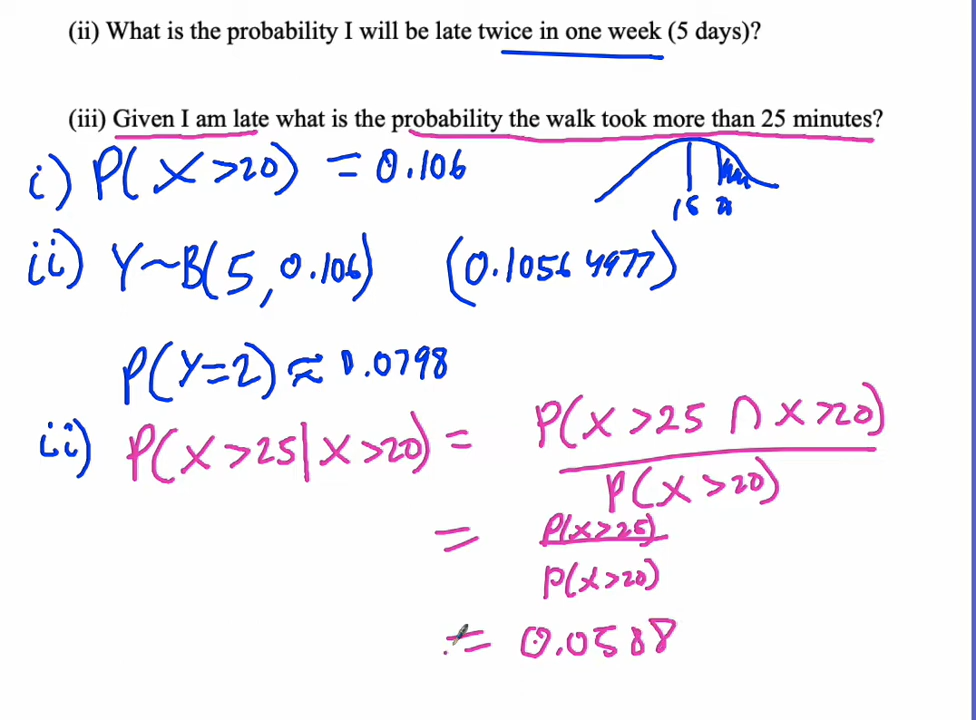 (ii) What is the probability I will be late twice in one week (5 days)?
(iii) Given I am late what is the probability the walk took more than 25 minutes?
i) P(X>20) = 0.106
15 20
ii) Y~B(5, 0.106) (0.10564977)
P(Y=2) ≈ 0.0798
ii) P(X>25|X>20) = P(X>25 ∩ X>20)
P(X>20)
= P(X>25)
P(X>20)
= 0.0588